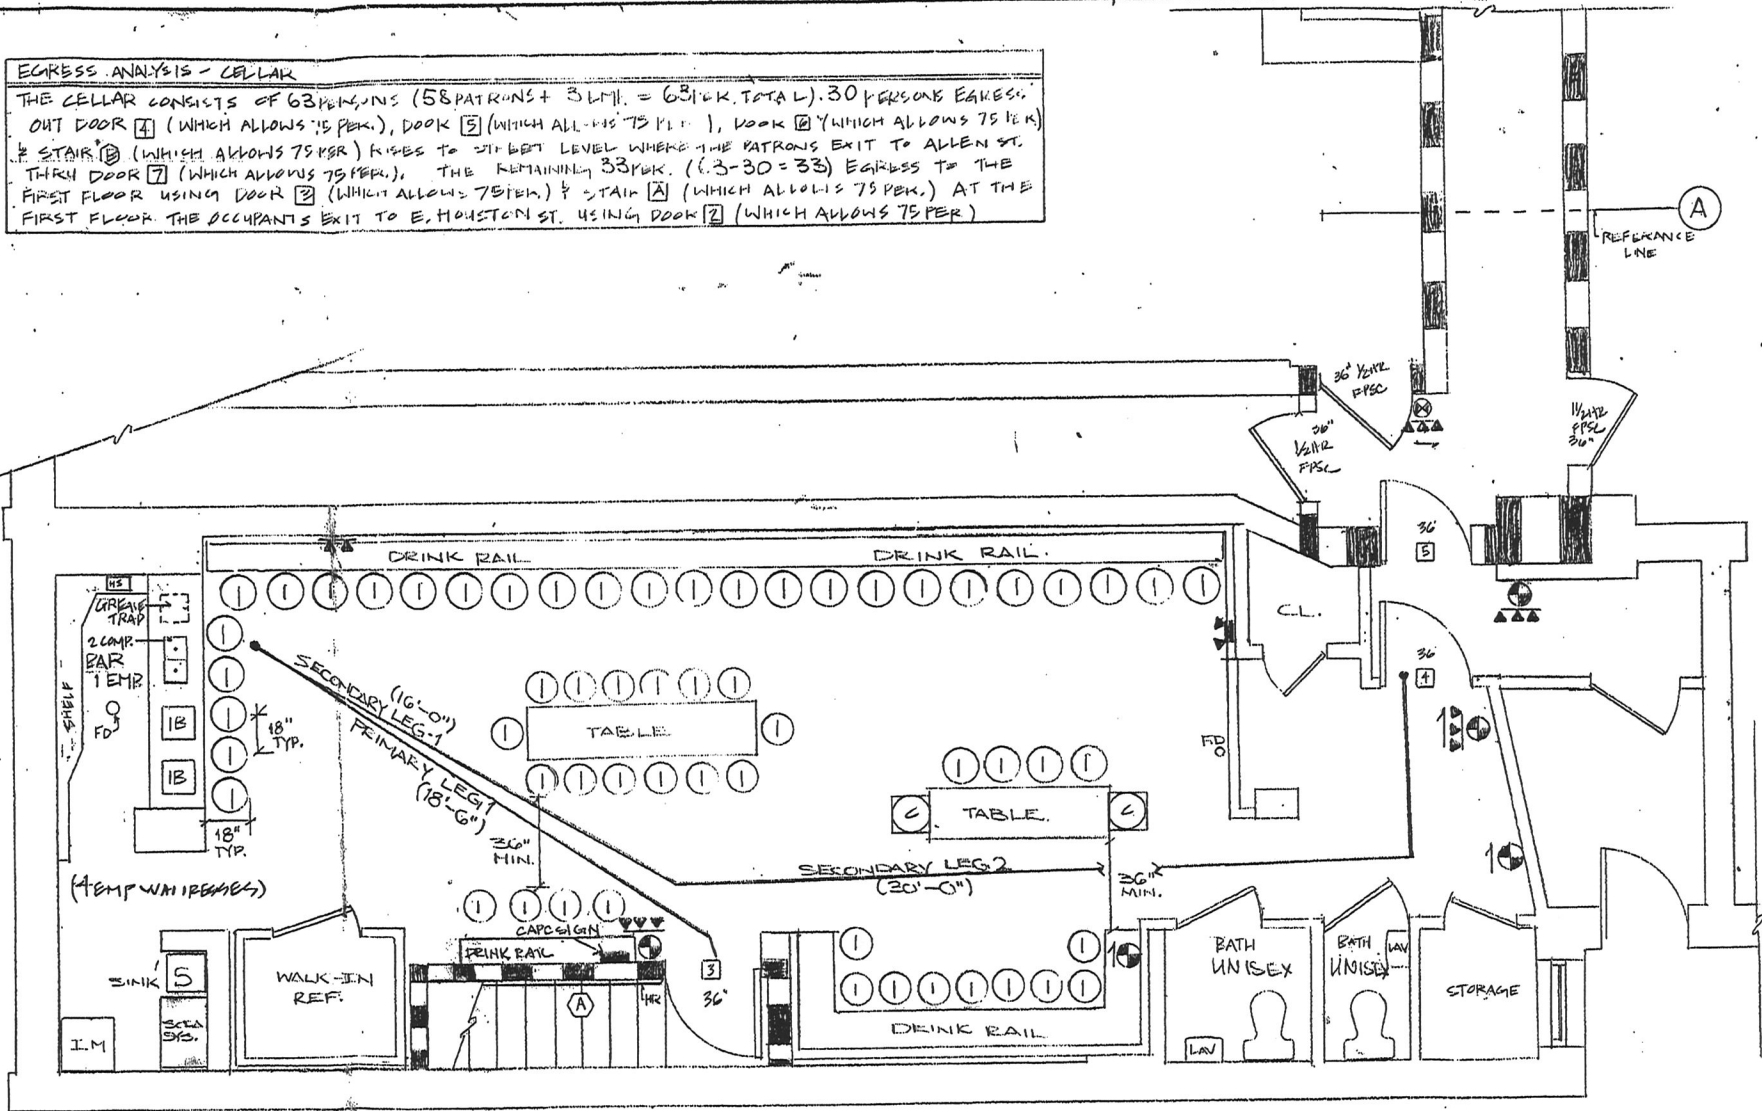 EGRESS ANALYSIS - CELLAR
THE CELLAR CONSISTS OF 63 PERSONS (58 PATRONS + EMP. = 63 PER. TOTAL). 30 PERSONS EGRESS
OUT DOOR 4 (WHICH ALLOWS 75 PER.), DOOR 5 (WHICH ALLOWS 75 PER), DOOR 6 (WHICH ALLOWS 75 PER)
& STAIR B (WHICH ALLOWS 75 PER) RISES TO STREET LEVEL WHERE THE PATRONS EXIT TO ALLEN ST.
THRU DOOR 7 (WHICH ALLOWS 75 PER.). THE REMAINING 33 PER. (63-30=33) EGRESS TO THE
FIRST FLOOR USING DOOR 3 (WHICH ALLOWS 75 PER.) & STAIR A (WHICH ALLOWS 75 PER.) AT THE
FIRST FLOOR THE OCCUPANTS EXIT TO E. HOUSTON ST. USING DOOR 2 (WHICH ALLOWS 75 PER)
A
REFERANCE
LINE
36" 1/2 HR
FPSC
36"
1/2 HR
FPSC
1 1/2 HR
FPSC
36"
36"
5
DRINK RAIL
DRINK RAIL.
HS
GREASE
TRAP
2 COMP.
BAR
1 EMP.
SHELF
FD
IB
IB
18"
TYP.
18"
TYP.
C.L.
36"
4
SECONDARY LEG-1
(16'-0")
PRIMARY LEG 1
(18'-6")
TABLE
FD
TABLE.
C
C
36"
MIN.
SECONDARY LEG 2
(30'-0")
36"
MIN.
1
1
(4 EMP WAITRESSES)
CAPC SIGN
DRINK RAIL
SINK
S
WALK-IN
REF.
A
HR
3
36"
1
DRINK RAIL
BATH
UNISEX
LAV
BATH
UNISEX
LAV
STORAGE
I.M
SYS.